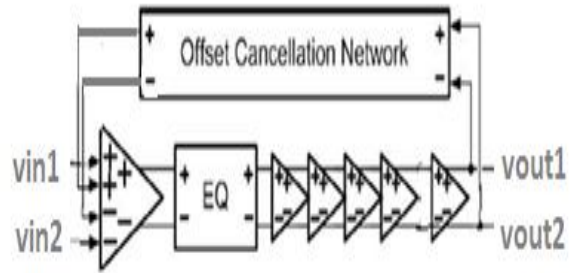 + Offset Cancellation Network +
- -
vin1 vout1
+ + + + + + + + + + + + +
+ EQ
- - - - - - - - -
vin2 vout2